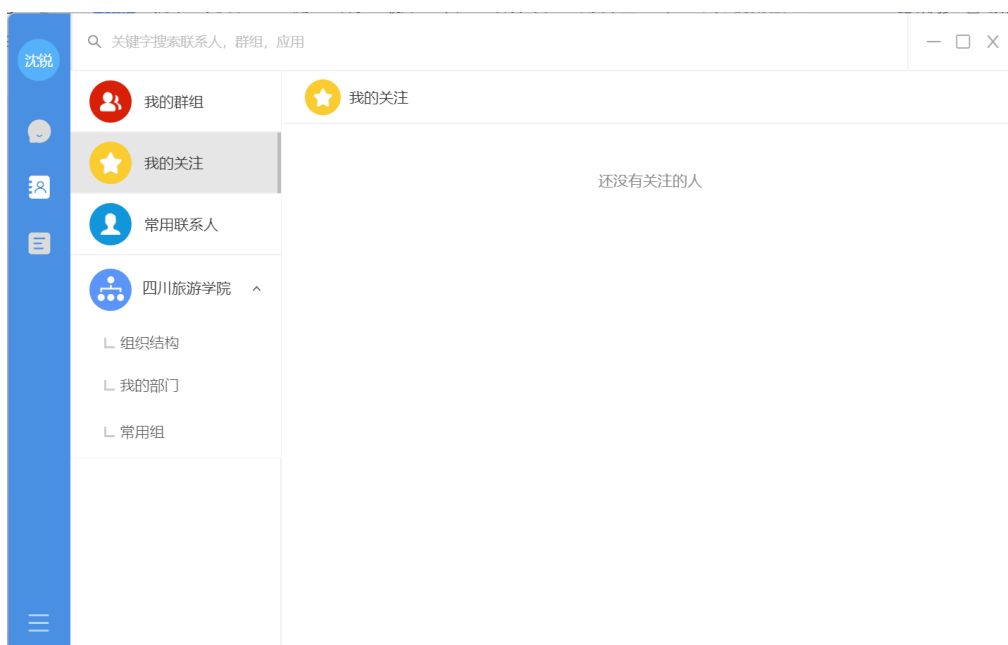 沈锐
关键字搜索联系人，群组，应用
我的群组
我的关注
常用联系人
四川旅游学院
组织结构
我的部门
常用组
我的关注
还没有关注的人